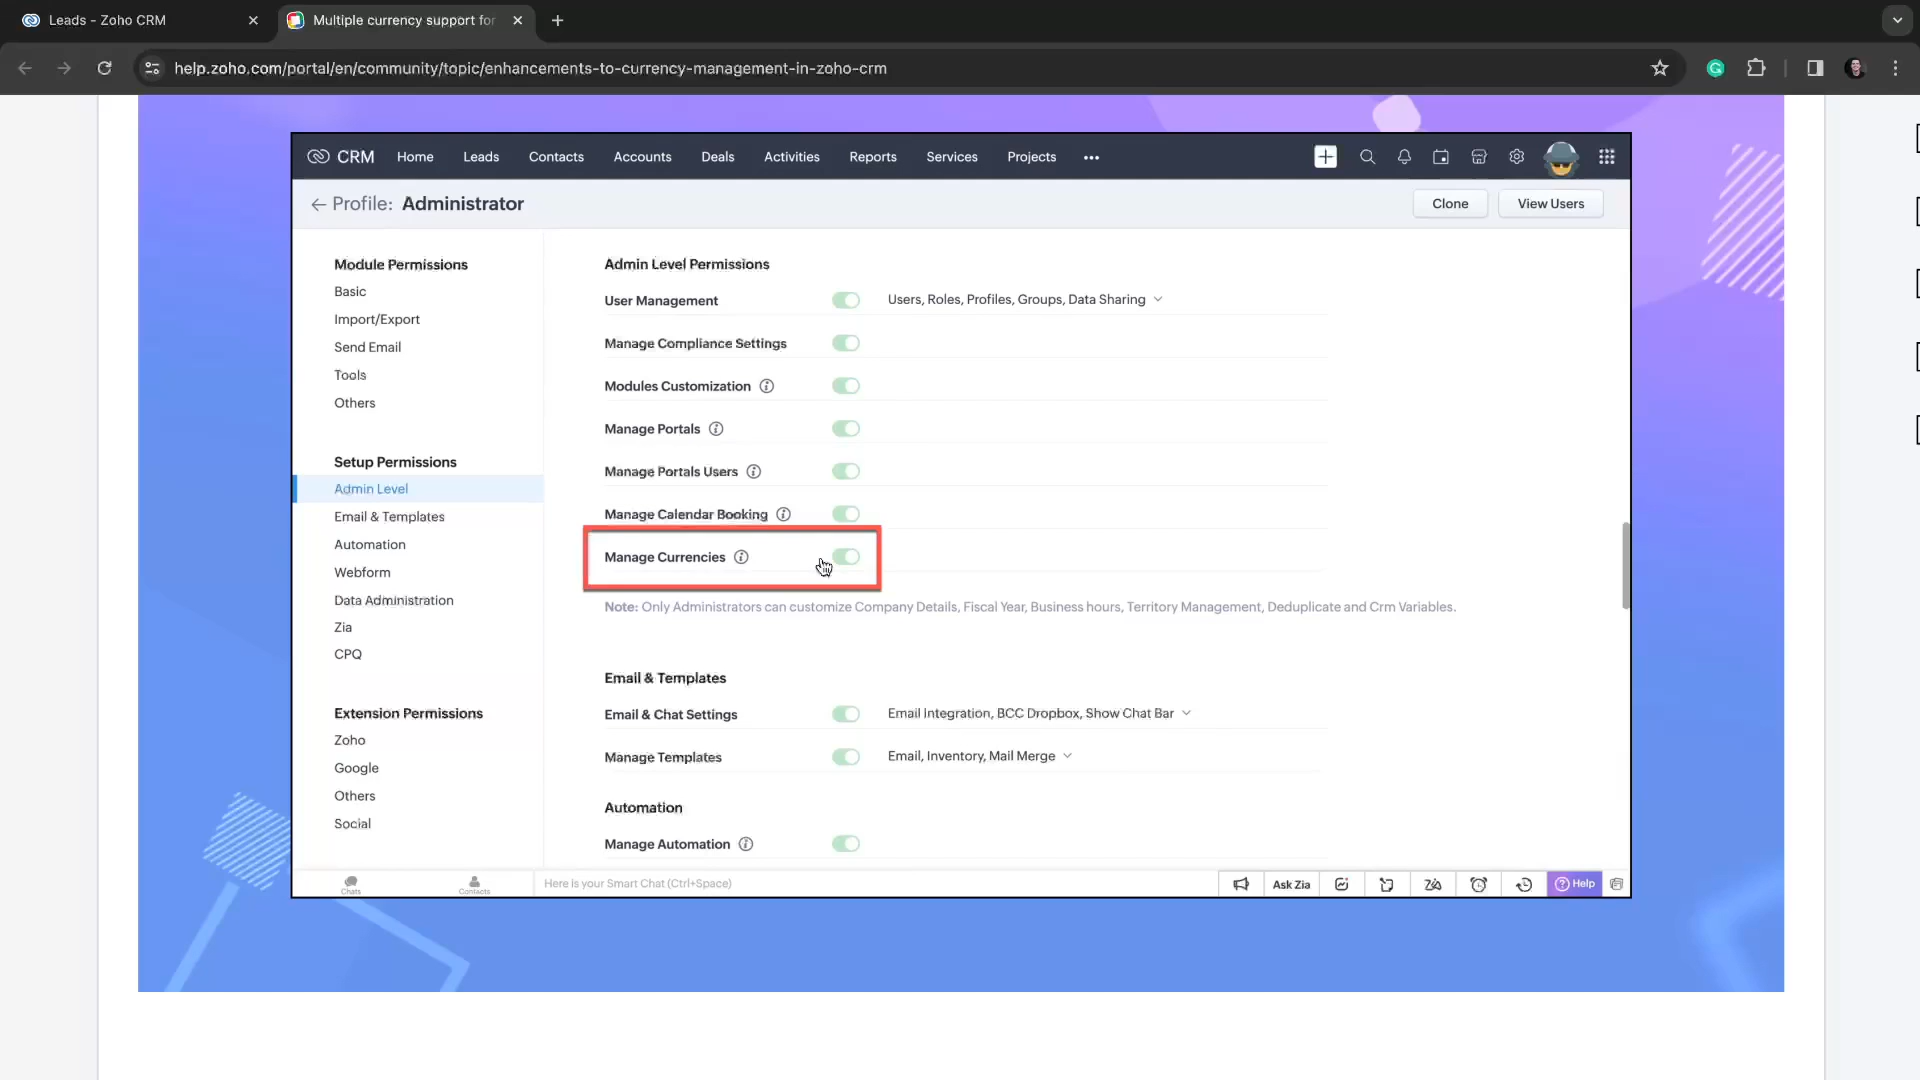 Leads - Zoho CRM
Multiple currency support for
help.zoho.com/portal/en/community/topic/enhancements-to-currency-management-in-zoho-crm
CRM Home Leads Contacts Accounts Deals Activities Reports Services Projects
Profile: Administrator
Clone
View Users
Module Permissions
Basic
Import/Export
Send Email
Tools
Others
Setup Permissions
Admin Level
Email & Templates
Automation
Webform
Data Administration
Zia
CPQ
Extension Permissions
Zoho
Google
Others
Social
Admin Level Permissions
User Management Users, Roles, Profiles, Groups, Data Sharing
Manage Compliance Settings
Modules Customization
Manage Portals
Manage Portals Users
Manage Calendar Booking
Manage Currencies
Note: Only Administrators can customize Company Details, Fiscal Year, Business hours, Territory Management, Deduplicate and Crm Variables.
Email & Templates
Email & Chat Settings Email Integration, BCC Dropbox, Show Chat Bar
Manage Templates Email, Inventory, Mail Merge
Automation
Manage Automation
Chats
Contacts
Here is your Smart Chat (Ctrl+Space)
Ask Zia
Help